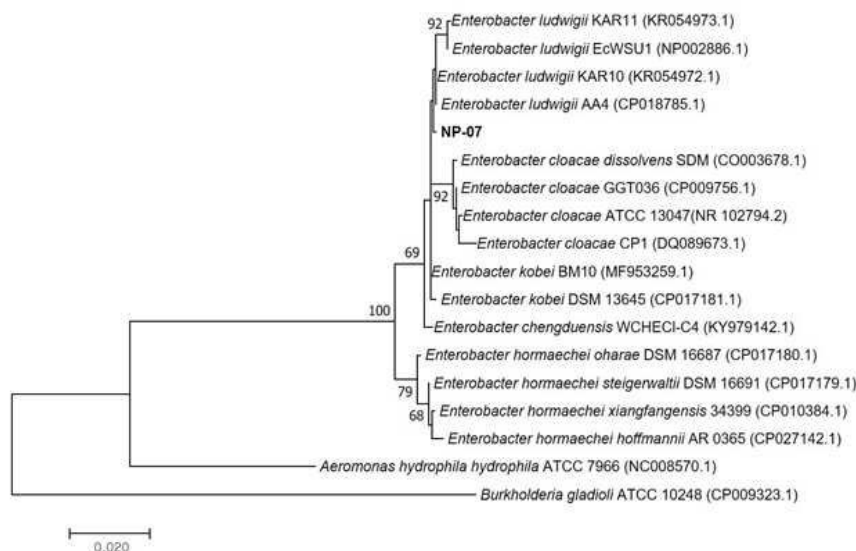 92
Enterobacter ludwigii KAR11 (KR054973.1)
Enterobacter ludwigii EcWSU1 (NP002886.1)
Enterobacter ludwigii KAR10 (KR054972.1)
Enterobacter ludwigii AA4 (CP018785.1)
NP-07
Enterobacter cloacae dissolvens SDM (CO003678.1)
92
Enterobacter cloacae GGT036 (CP009756.1)
Enterobacter cloacae ATCC 13047(NR 102794.2)
Enterobacter cloacae CP1 (DQ089673.1)
69
Enterobacter kobei BM10 (MF953259.1)
Enterobacter kobei DSM 13645 (CP017181.1)
100
Enterobacter chengduensis WCHECl-C4 (KY979142.1)
Enterobacter hormaechei oharae DSM 16687 (CP017180.1)
79
Enterobacter hormaechei steigerwaltii DSM 16691 (CP017179.1)
68
Enterobacter hormaechei xiangfangensis 34399 (CP010384.1)
Enterobacter hormaechei hoffmannii AR 0365 (CP027142.1)
Aeromonas hydrophila hydrophila ATCC 7966 (NC008570.1)
Burkholderia gladioli ATCC 10248 (CP009323.1)
0.020